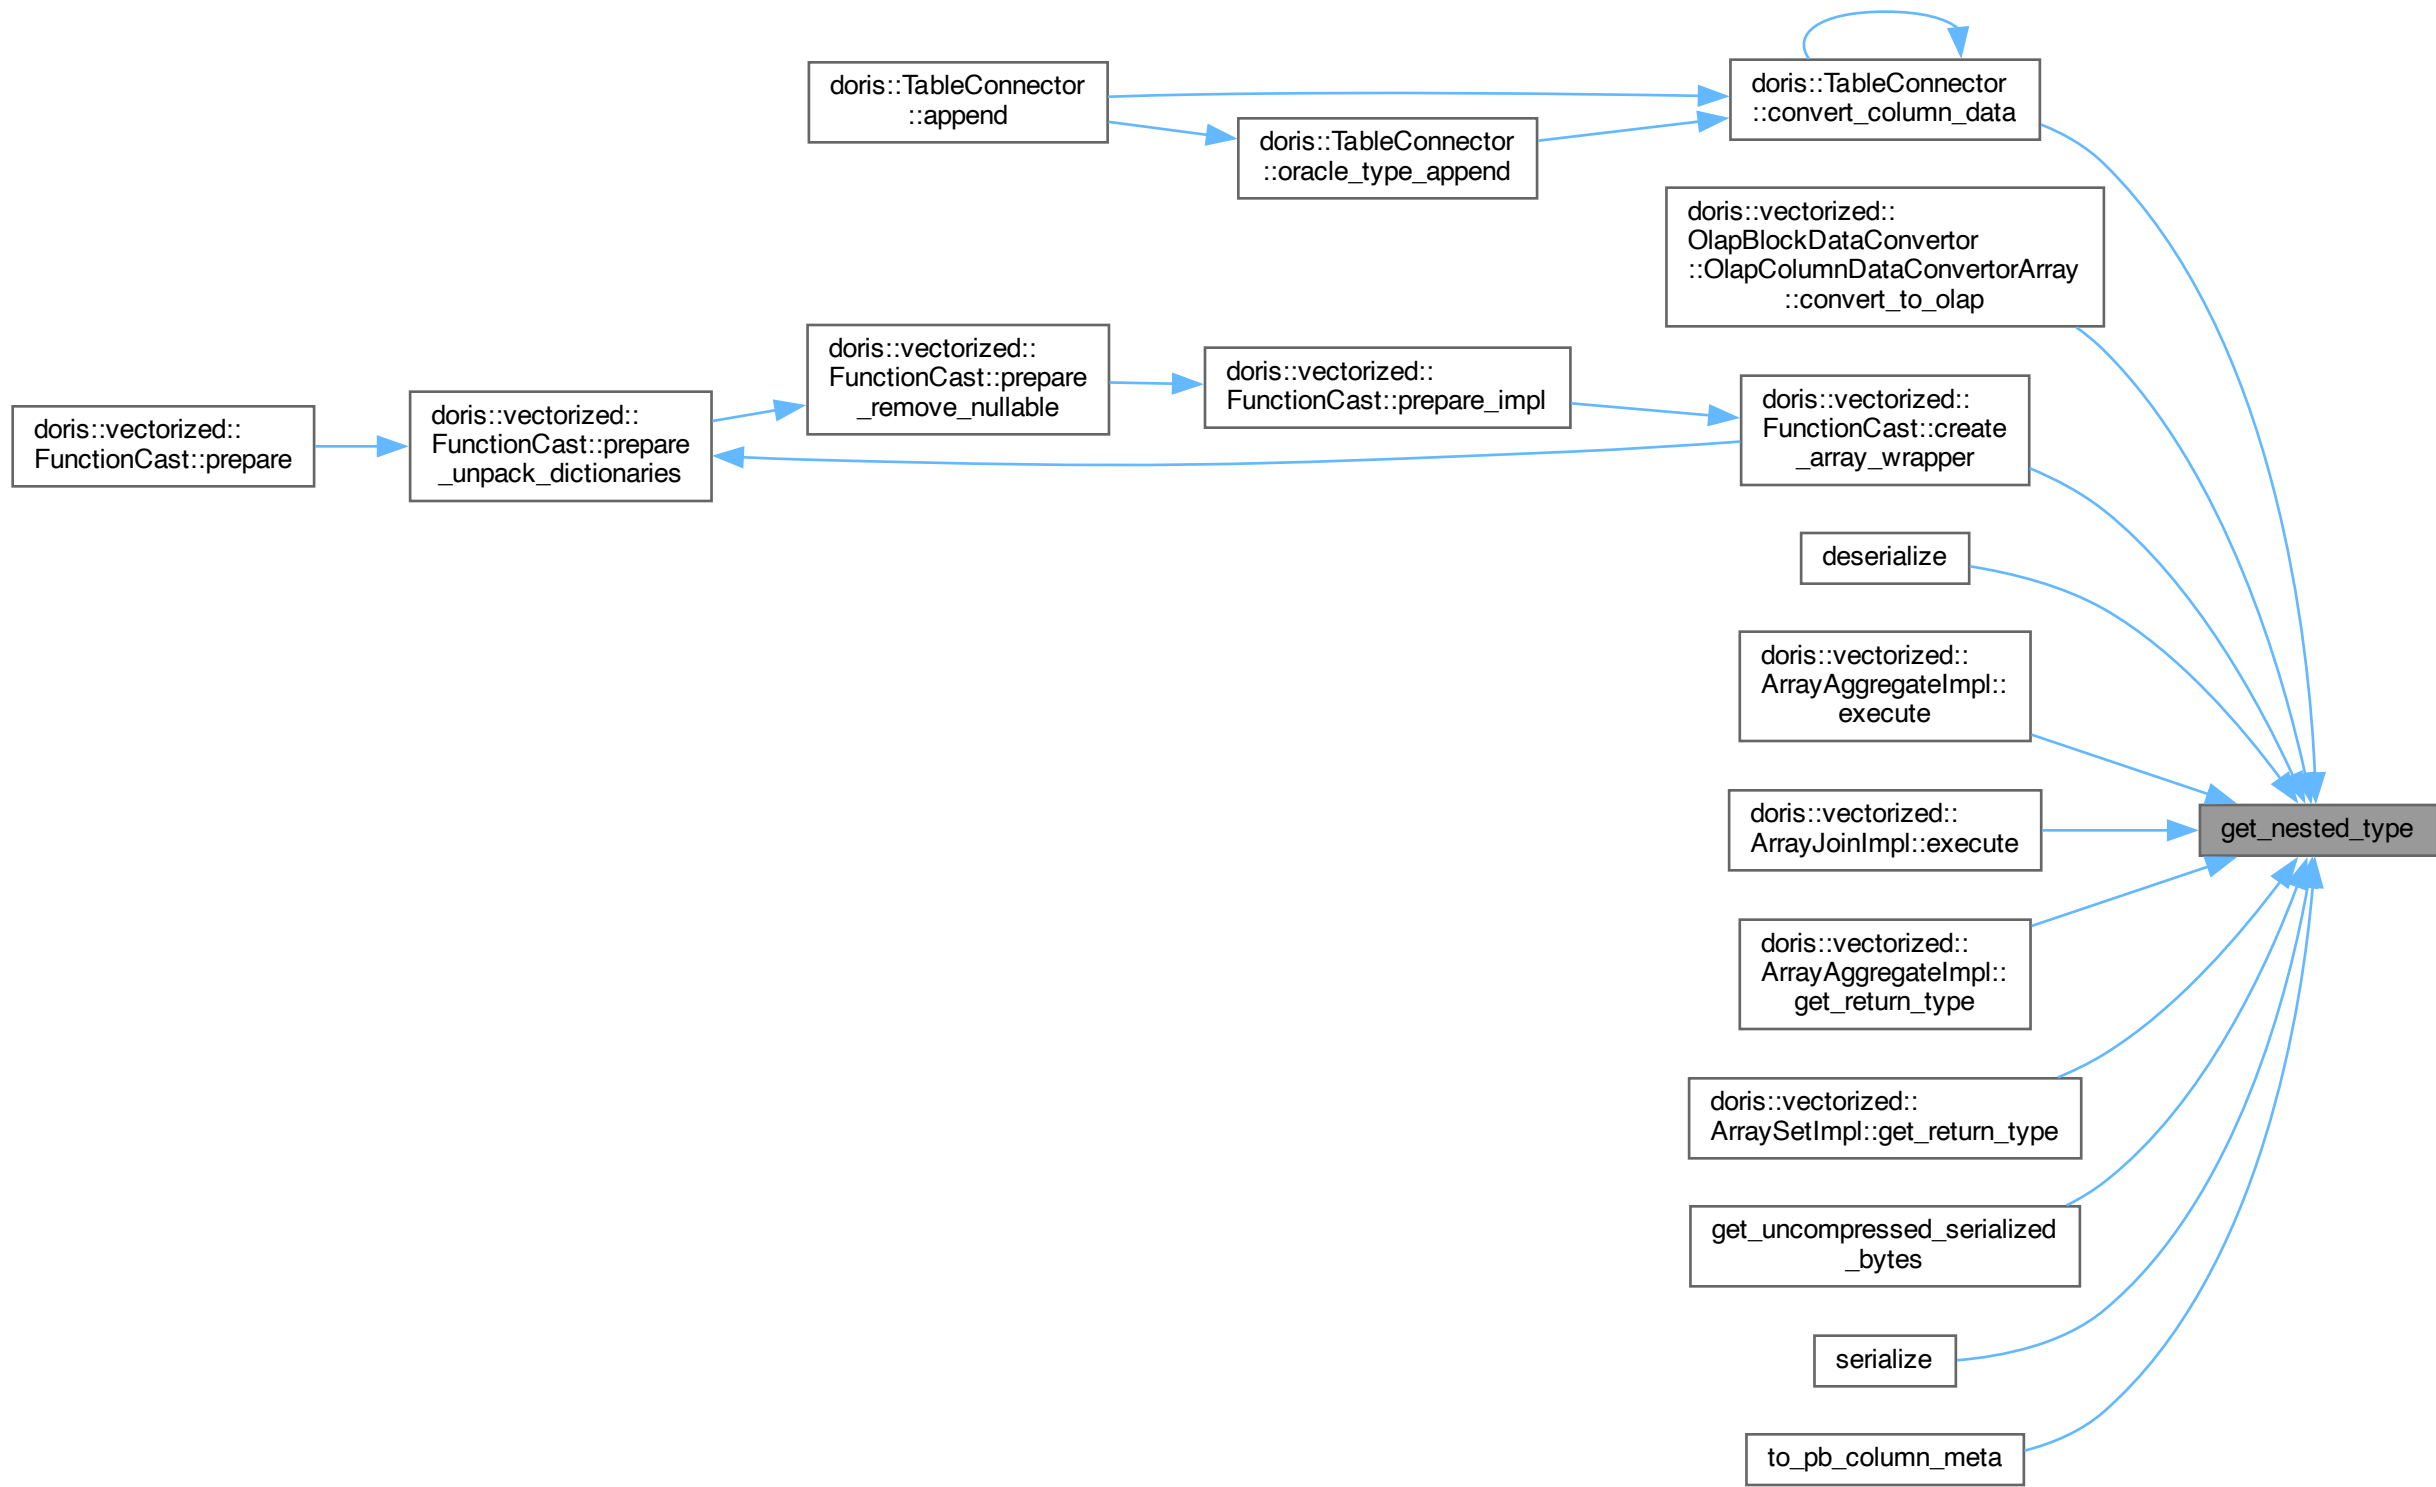 doris::TableConnector
::append
doris::TableConnector
::oracle_type_append
doris::TableConnector
::convert_column_data
doris::vectorized::
OlapBlockDataConvertor
::OlapColumnDataConvertorArray
::convert_to_olap
doris::vectorized::
FunctionCast::prepare
doris::vectorized::
FunctionCast::prepare
_unpack_dictionaries
doris::vectorized::
FunctionCast::prepare
_remove_nullable
doris::vectorized::
FunctionCast::prepare_impl
doris::vectorized::
FunctionCast::create
_array_wrapper
deserialize
doris::vectorized::
ArrayAggregateImpl::
execute
doris::vectorized::
ArrayJoinImpl::execute
get_nested_type
doris::vectorized::
ArrayAggregateImpl::
get_return_type
doris::vectorized::
ArraySetImpl::get_return_type
get_uncompressed_serialized
_bytes
serialize
to_pb_column_meta